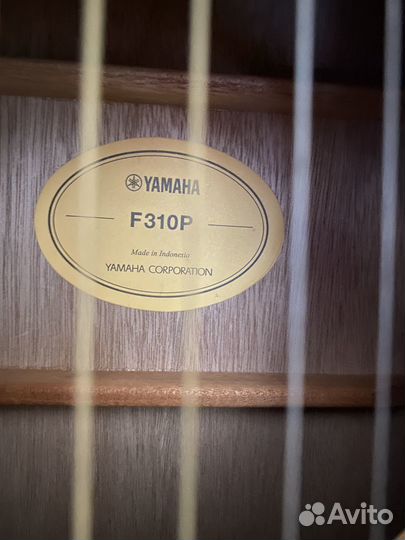 YAMAHA
F310P
Made in Indonesia
YAMAHA CORPORATION
Avito